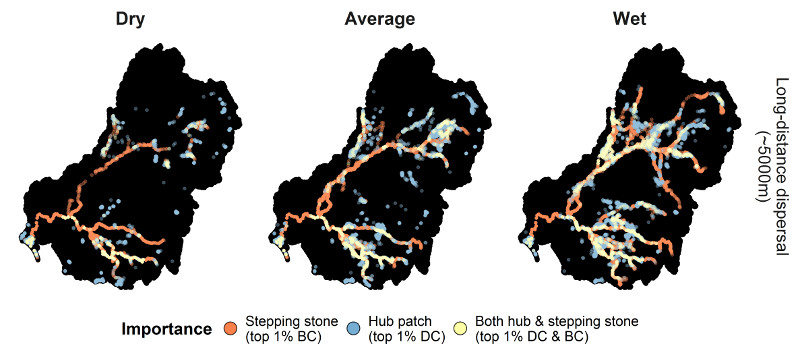 Dry
Average
Wet
Long-distance dispersal
(~5000m)
Importance
Stepping stone
(top 1% BC)
Hub patch
(top 1% DC)
Both hub & stepping stone
(top 1% DC & BC)